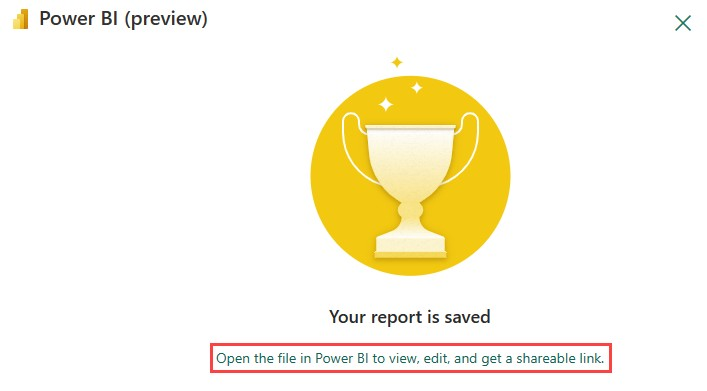 Power BI (preview)
Your report is saved
Open the file in Power BI to view, edit, and get a shareable link.